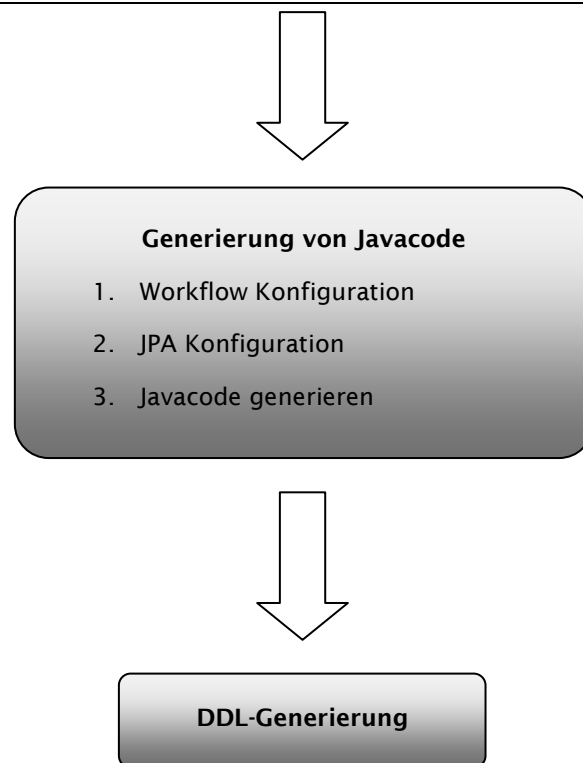 Generierung von Javacode
1. Workflow Konfiguration
2. JPA Konfiguration
3. Javacode generieren
DDL-Generierung